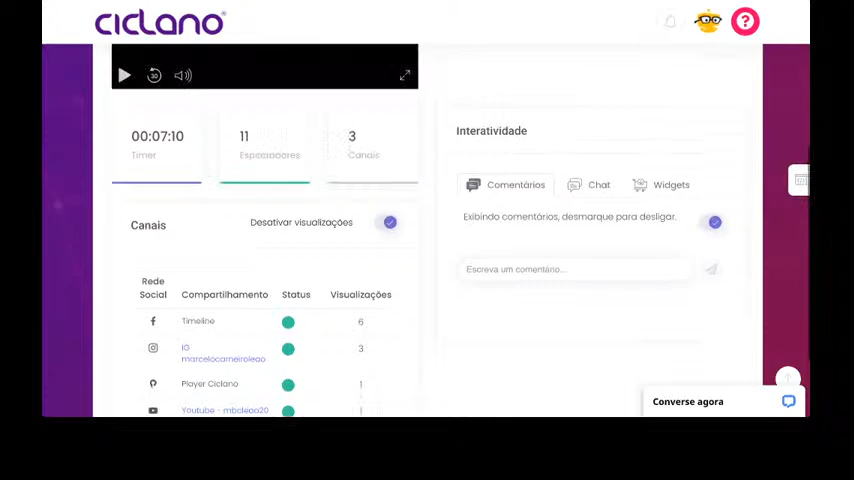 CICLANO®
?
30
00:07:10 11 3
Timer Espectadores Canais
Canais
Desativar visualizações
Rede Social Compartilhamento Status Visualizações
Timeline 6
IG marcelocarneiroleao 3
Player Ciclano 1
Youtube - mbcleao20 1
Interatividade
Comentários Chat Widgets
Exibindo comentários, desmarque para desligar.
Escreva um comentário...
Converse agora